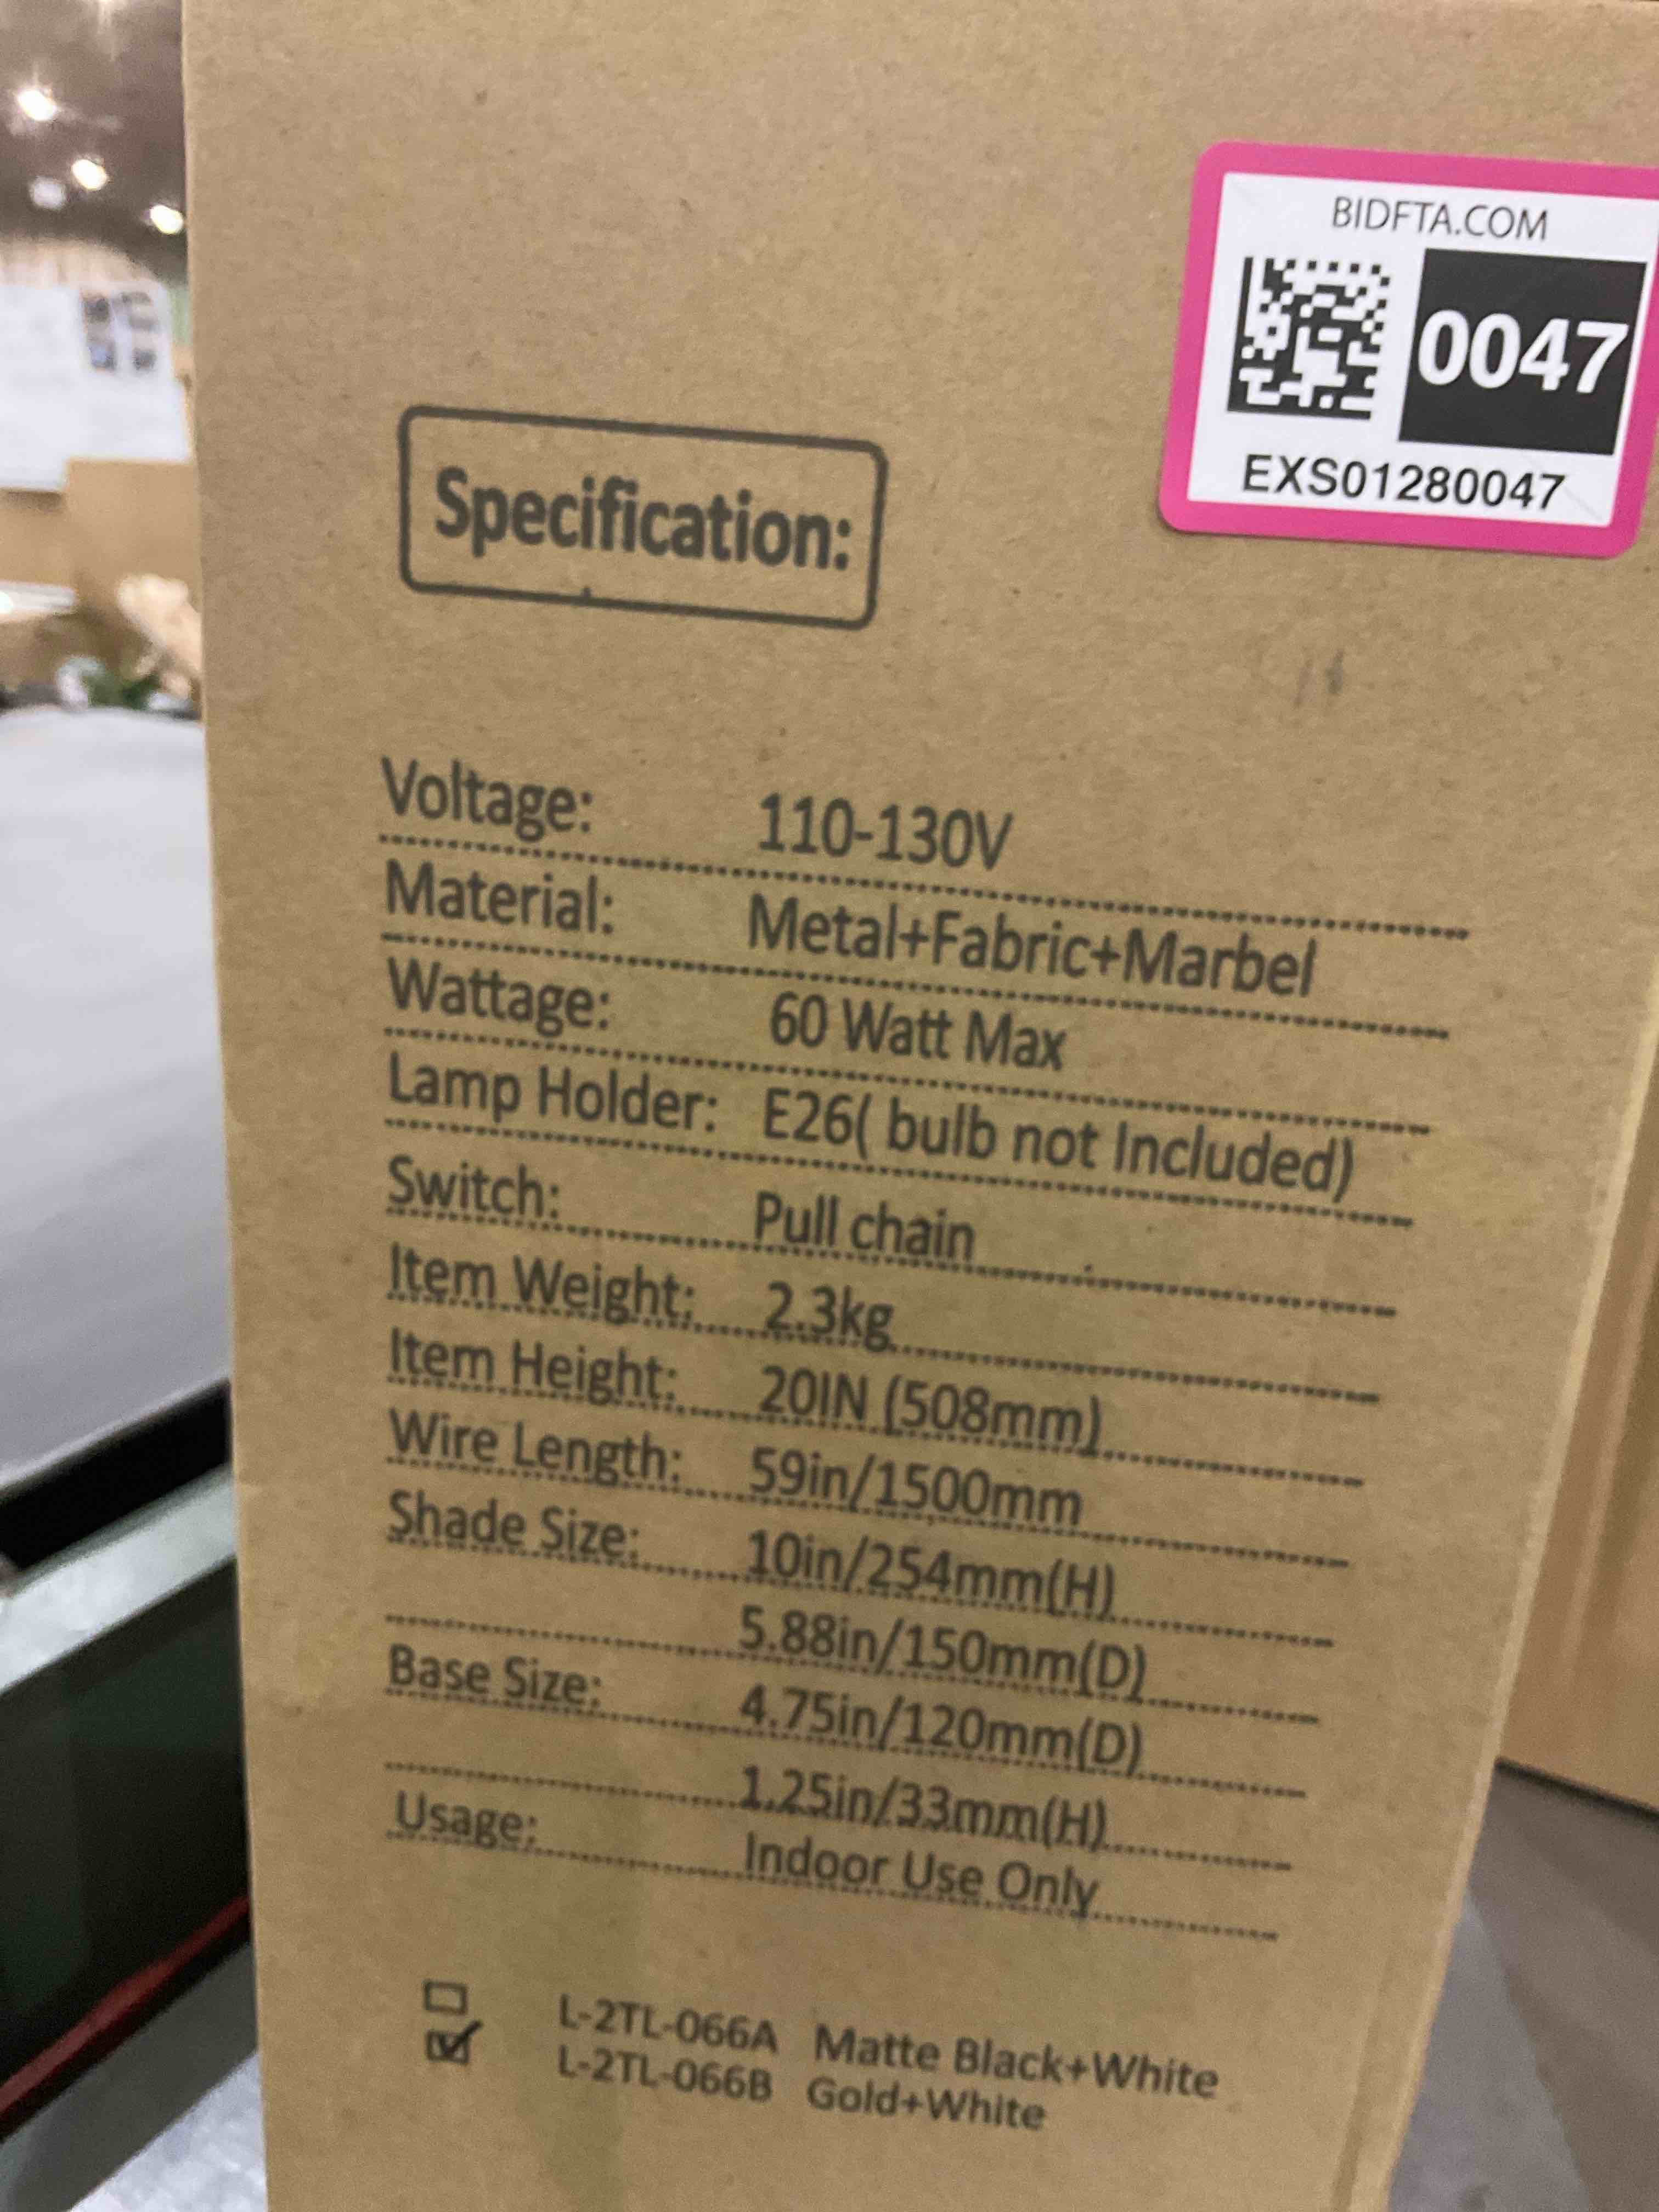 BIDFTA.COM
0047
EXS01280047
Specification:
Voltage: 110-130V
Material: Metal+Fabric+Marbel
Wattage: 60 Watt Max
Lamp Holder: E26( bulb not Included)
Switch: Pull chain
Item Weight: 2.3kg
Item Height: 20IN (508mm)
Wire Length: 59in/1500mm
Shade Size: 10in/254mm(H)
5.88in/150mm(D)
Base Size: 4.75in/120mm(D)
1.25in/33mm(H)
Usage: Indoor Use Only
L-2TL-066A Matte Black+White
L-2TL-066B Gold+White